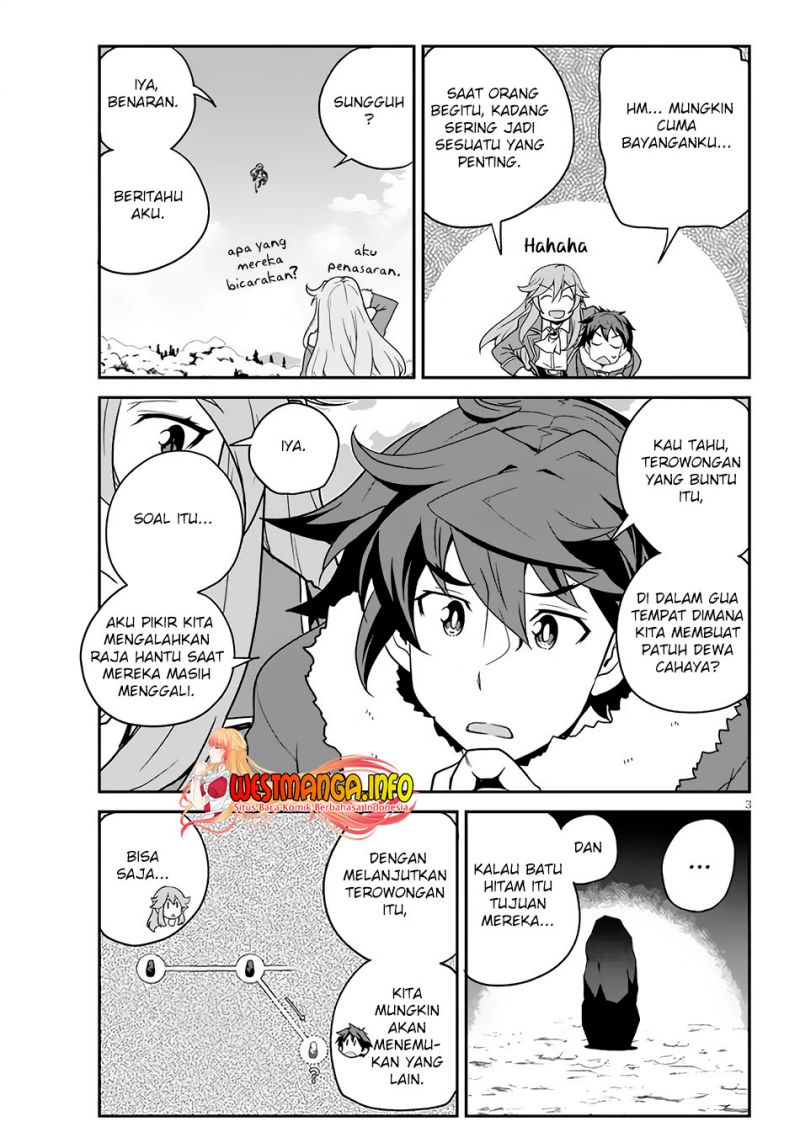 HM... MUNGKIN
CUMA
BAYANGANKU...
SAAT ORANG
BEGITU, KADANG
SERING JADI
SESUATU YANG
PENTING.
Hahaha
SUNGGUH
?
IYA,
BENARAN.
BERITAHU
AKU.
aku
penasaran.
apa yang
mereka
bicarakan?
KAU TAHU,
TEROWONGAN
YANG BUNTU
ITU,
DI DALAM GUA
TEMPAT DIMANA
KITA MEMBUAT
PATUH DEWA
CAHAYA?
IYA.
SOAL ITU...
AKU PIKIR KITA
MENGALAHKAN
RAJA HANTU SAAT
MEREKA MASIH
MENGGALI.
WESTMANGA.INFO
Situs Baca Komik Berbahasa Indonesia
3
...
DAN
KALAU BATU
HITAM ITU
TUJUAN
MEREKA...
DENGAN
MELANJUTKAN
TEROWONGAN
ITU,
KITA
MUNGKIN
AKAN
MENEMU-
KAN YANG
LAIN.
BISA
SAJA...
?